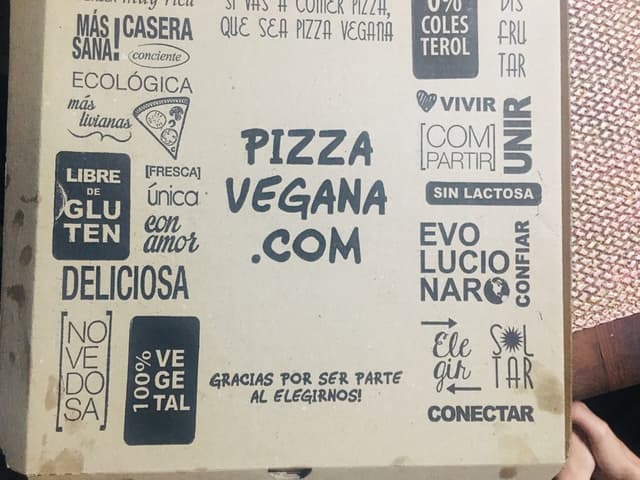 muy rica
SI VAS A COMER PIZZA,
QUE SEA PIZZA VEGANA
MÁS
SANA!
CASERA
conciente
ECOLÓGICA
más
livianas
LIBRE
DE
GLU
TEN
[FRESCA]
única
con
amor
DELICIOSA
[NO
VE
DO
SA]
100%
VE
GE
TAL
PIZZA
VEGANA
.COM
GRACIAS POR SER PARTE
AL ELEGIRNOS!
0%
COLES
TEROL
DIS
FRU
TAR
VIVIR
[COM
PARTIR]
UNIR
SIN LACTOSA
EVO
LUCIO
NAR
CONFIAR
Ele
gir
SOL
TAR
CONECTAR